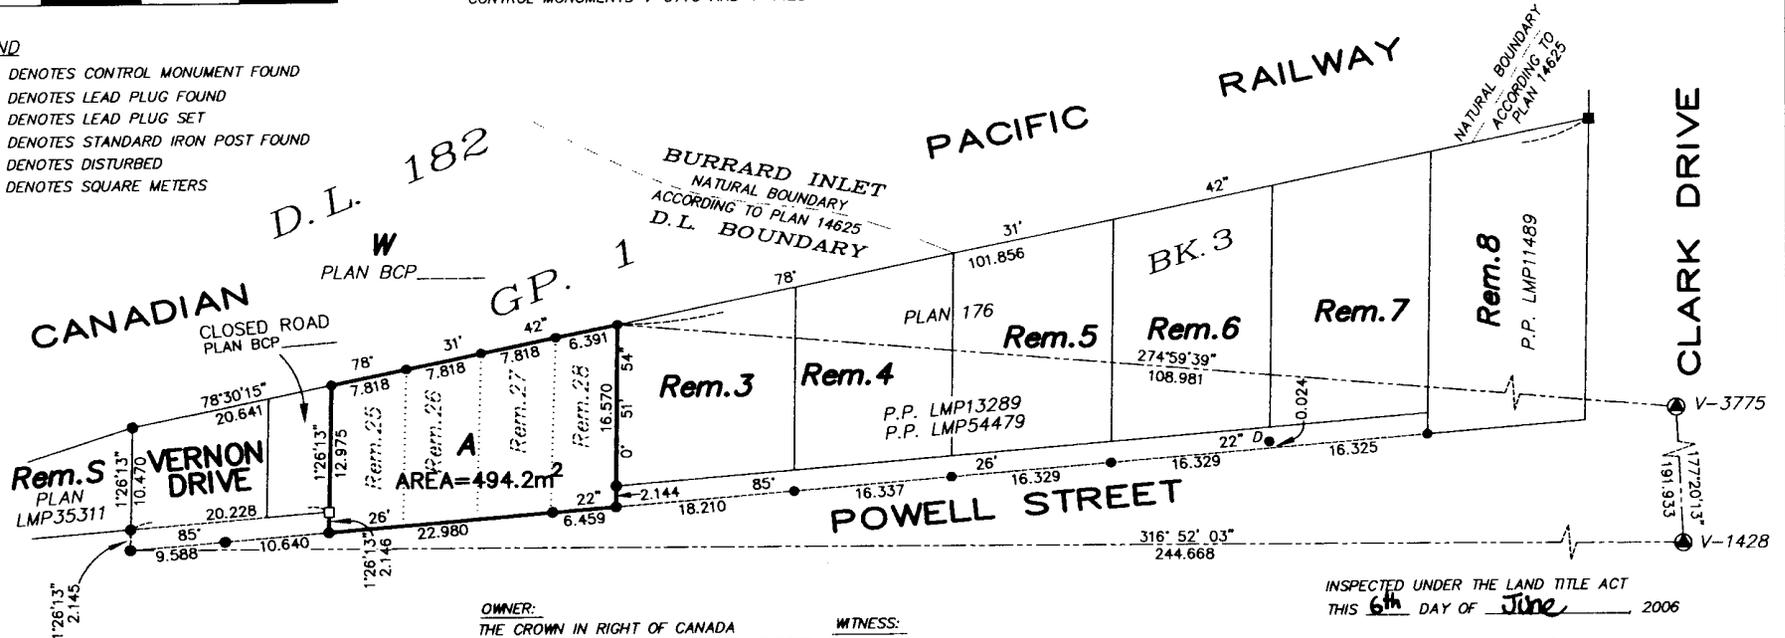 ND
DENOTES CONTROL MONUMENT FOUND
DENOTES LEAD PLUG FOUND
DENOTES LEAD PLUG SET
DENOTES STANDARD IRON POST FOUND
DENOTES DISTURBED
DENOTES SQUARE METERS
CANADIAN PACIFIC RAILWAY
NATURAL BOUNDARY
ACCORDING TO
PLAN 14625
D.L. 182
BURRARD INLET
NATURAL BOUNDARY
ACCORDING TO PLAN 14625
D.L. BOUNDARY
W
PLAN BCP
GP. 1
CLOSED ROAD
PLAN BCP
CLARK DRIVE
78° 31' 42"
101.856
BK.3
PLAN 176
78° 31' 42"
7.818
7.818
7.818
6.391
78°30'15"
20.641
Rem.S
PLAN
LMP35311
1°26'13"
10.470
VERNON
DRIVE
1°26'13"
12.975
Rem.25
Rem.26
Rem.27
Rem.28
A
AREA=494.2m²
0° 51' 54"
16.570
Rem.3
Rem.4
Rem.5
Rem.6
Rem.7
Rem.8
P.P. LMP11489
274°59'39"
108.981
P.P. LMP13289
P.P. LMP54479
0.024
D
V-3775
177°20'13"
191.933
V-1428
20.228
85° 26' 22"
9.588
10.640
22.980
6.459
2.144
1°26'13"
2.145
1°26'13"
2.146
85° 26' 22"
18.210
16.337
16.329
16.329
16.325
POWELL STREET
316° 52' 03"
244.668
INSPECTED UNDER THE LAND TITLE ACT
THIS 6th DAY OF June, 2006
OWNER:
THE CROWN IN RIGHT OF CANADA
WITNESS: